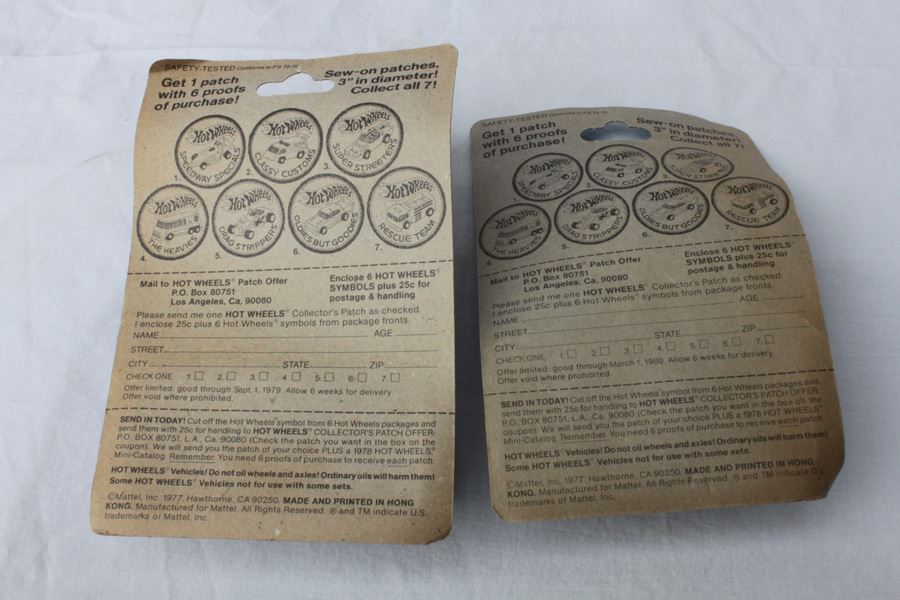 SAFETY-TESTED Conforms to PS 72-76
Get 1 patch
with 6 proofs
of purchase!
Sew-on patches,
3" in diameter!
Collect all 7!
HOT WHEELS
SPEEDWAY SPECIALS
1.
HOT WHEELS
CLASSY CUSTOMS
2.
HOT WHEELS
SUPER STREETERS
3.
HOT WHEELS
THE HEAVIES
4.
HOT WHEELS
DRAG STRIPPERS
5.
HOT WHEELS
OLDIES BUT GOODIES
6.
HOT WHEELS
RESCUE TEAM
7.
Mail to HOT WHEELS® Patch Offer
P.O. Box 80751
Los Angeles, Ca. 90080
Enclose 6 HOT WHEELS®
SYMBOLS plus 25c for
postage & handling
Please send me one HOT WHEELS® Collector's Patch as checked.
I enclose 25c plus 6 Hot Wheels® symbols from package fronts.
NAME AGE
STREET
CITY STATE ZIP
CHECK ONE 1. 2. 3. 4. 5. 6. 7.
Offer limited: good through Sept. 1, 1979. Allow 6 weeks for delivery.
Offer void where prohibited.
SEND IN TODAY! Cut off the Hot Wheels symbol from 6 Hot Wheels packages and
send them with 25c for handling to HOT WHEELS® COLLECTOR'S PATCH OFFER,
P.O. BOX 80751, L.A., Ca. 90080 (Check the patch you want in the box on the
coupon). We will send you the patch of your choice PLUS a 1978 HOT WHEELS®
Mini-Catalog. Remember: You need 6 proofs of purchase to receive each patch.
HOT WHEELS® Vehicles! Do not oil wheels and axles! Ordinary oils will harm them!
Some HOT WHEELS® Vehicles not for use with some sets.
©Mattel, Inc. 1977. Hawthorne, CA 90250. MADE AND PRINTED IN HONG
KONG. Manufactured for Mattel. All Rights Reserved. ® and TM indicate U.S.
trademarks of Mattel, Inc.
SAFETY-TESTED Conforms to PS
Get 1 patch
with 6 proofs
of purchase!
Sew-on patches,
3" in diameter!
Collect all 7!
HOT WHEELS
SPEEDWAY SPECIALS
1.
HOT WHEELS
CLASSY CUSTOMS
2.
HOT WHEELS
SUPER STREETERS
3.
HOT WHEELS
THE HEAVIES
4.
HOT WHEELS
DRAG STRIPPERS
5.
HOT WHEELS
OLDIES BUT GOODIES
6.
HOT WHEELS
RESCUE TEAM
7.
Mail to HOT WHEELS® Patch Offer
P.O. Box 80751
Los Angeles, Ca. 90080
Enclose 6 HOT WHEELS®
SYMBOLS plus 25c for
postage & handling
Please send me one HOT WHEELS® Collector's Patch as checked.
I enclose 25c plus 6 Hot Wheels® symbols from package fronts.
NAME AGE
STREET
CITY STATE ZIP
CHECK ONE 1. 2. 3. 4. 5. 6. 7.
Offer limited: good through March 1, 1980. Allow 6 weeks for delivery.
Offer void where prohibited.
SEND IN TODAY! Cut off the Hot Wheels symbol from 6 Hot Wheels packages and
send them with 25c for handling to HOT WHEELS® COLLECTOR'S PATCH OFFER,
P.O. BOX 80751, L.A., Ca. 90080 (Check the patch you want in the box on the
coupon). We will send you the patch of your choice PLUS a 1978 HOT WHEELS®
Mini-Catalog. Remember: You need 6 proofs of purchase to receive each patch.
HOT WHEELS® Vehicles! Do not oil wheels and axles! Ordinary oils will harm them!
Some HOT WHEELS® Vehicles not for use with some sets.
©Mattel, Inc. 1977. Hawthorne, CA 90250. MADE AND PRINTED IN HONG
KONG. Manufactured for Mattel. All Rights Reserved. ® and TM indicate U.S.
trademarks of Mattel, Inc.